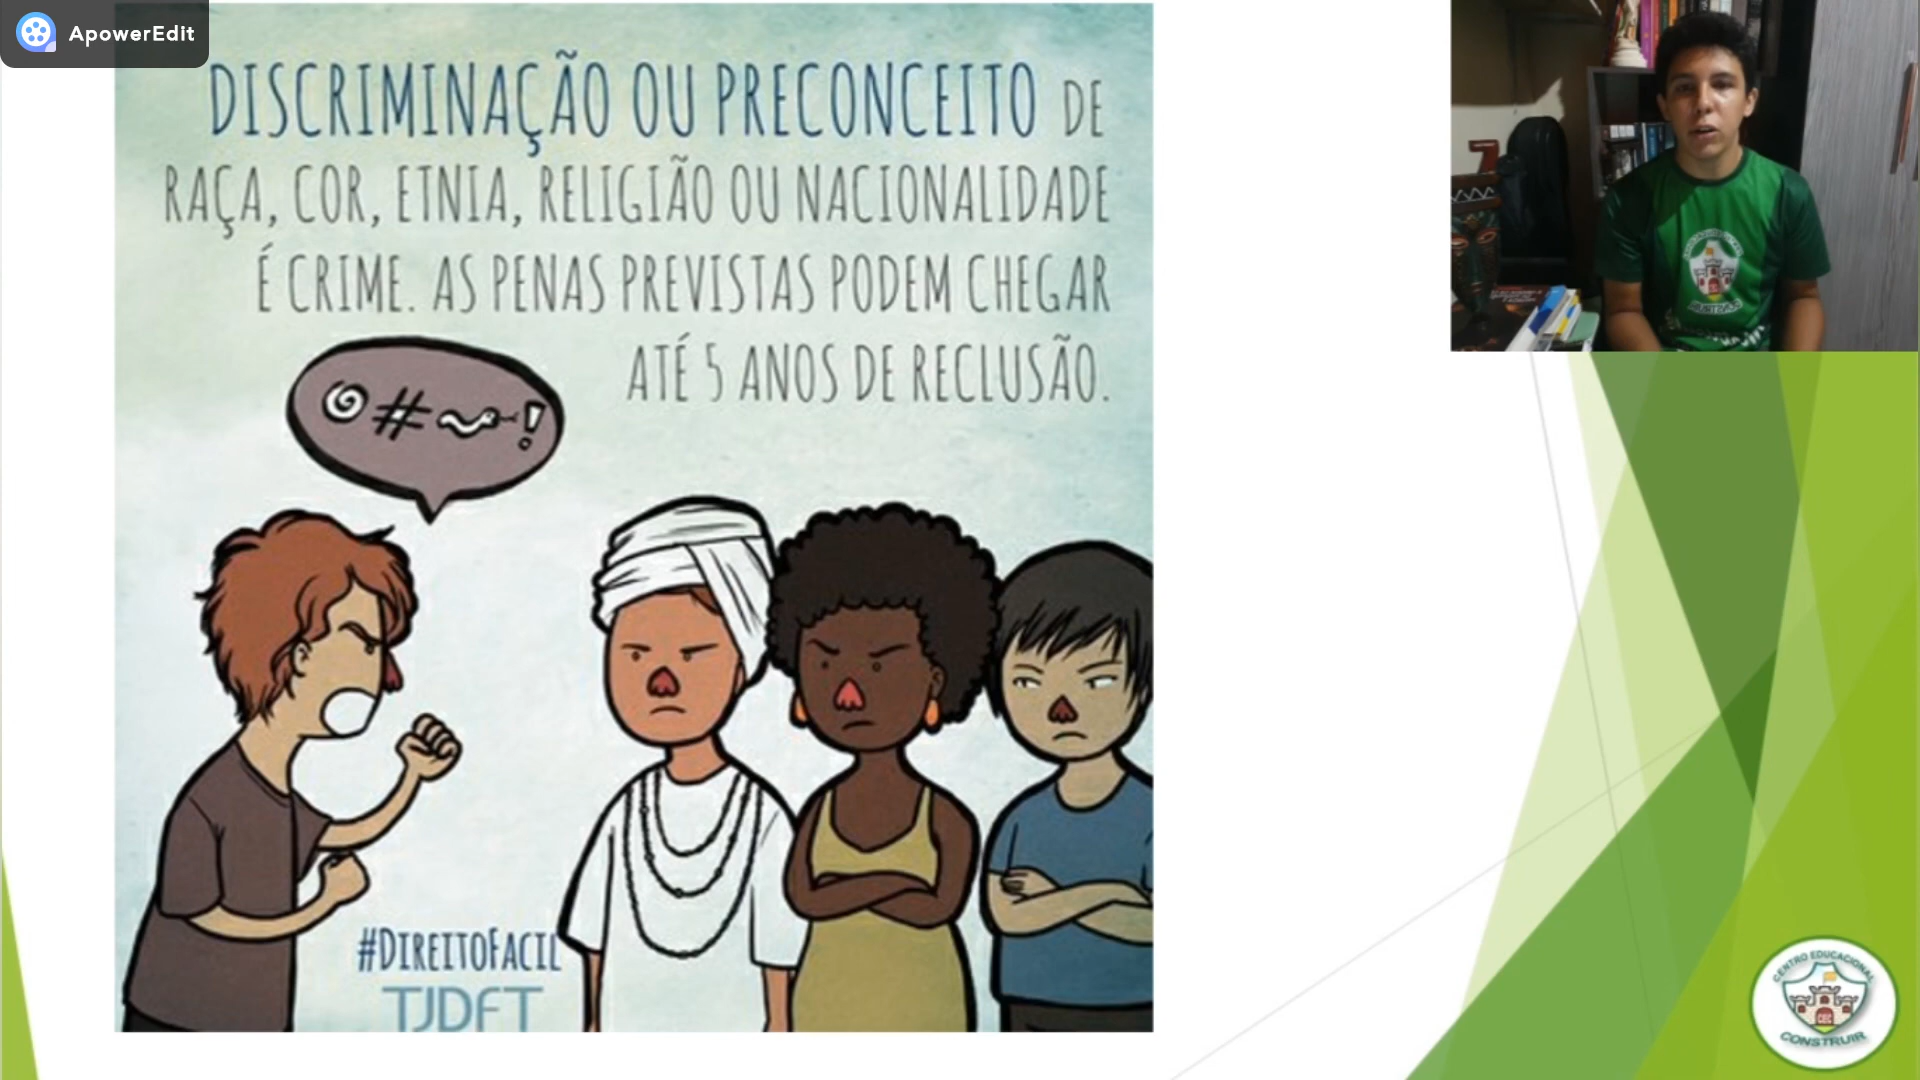 ApowerEdit
DISCRIMINAÇÃO OU PRECONCEITO DE
RAÇA, COR, ETNIA, RELIGIÃO OU NACIONALIDADE
É CRIME. AS PENAS PREVISTAS PODEM CHEGAR
ATÉ 5 ANOS DE RECLUSÃO.
@#~!
#DIREITOFACIL
TJDFT
CENTRO EDUCACIONAL
CEC
CONSTRUIR